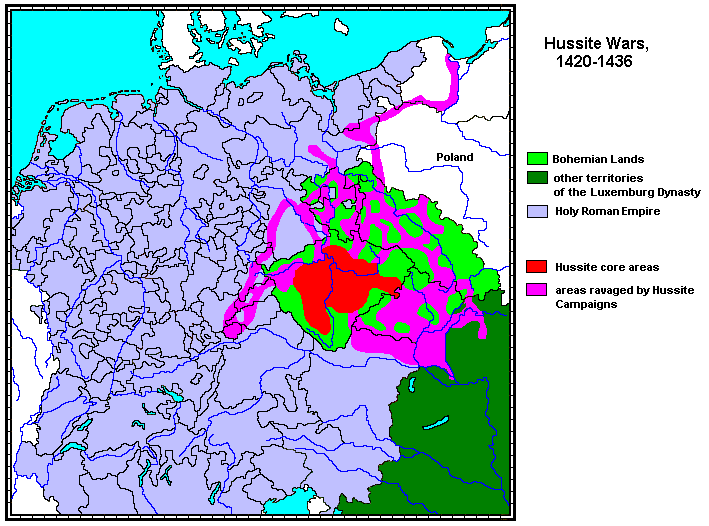 Hussite Wars,
1420-1436
Poland
Bohemian Lands
other territories
of the Luxemburg Dynasty
Holy Roman Empire
Hussite core areas
areas ravaged by Hussite
Campaigns